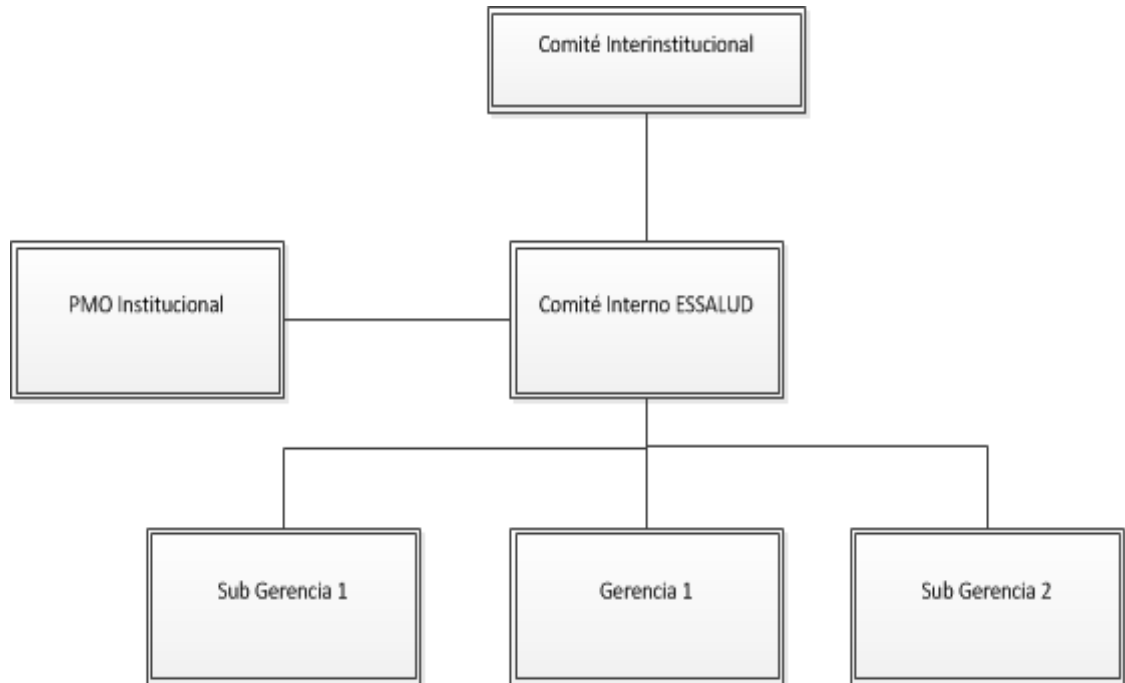 Comité Interinstitucional
PMO Institucional
Comité Interno ESSALUD
Sub Gerencia 1
Gerencia 1
Sub Gerencia 2